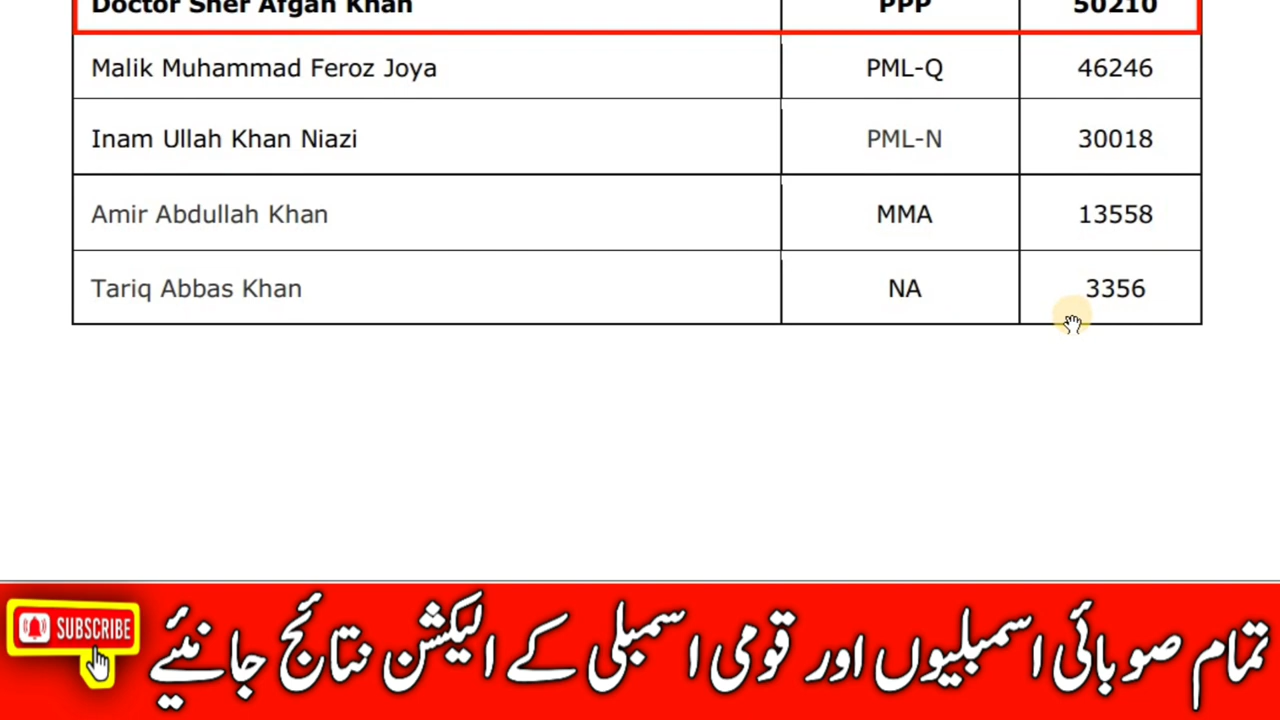 Doctor Sher Afgan Khan PPP 50210
Malik Muhammad Feroz Joya PML-Q 46246
Inam Ullah Khan Niazi PML-N 30018
Amir Abdullah Khan MMA 13558
Tariq Abbas Khan NA 3356
SUBSCRIBE
تمام صوبائی اسمبلیوں اور قومی اسمبلی کے الیکشن نتائج جانئیے